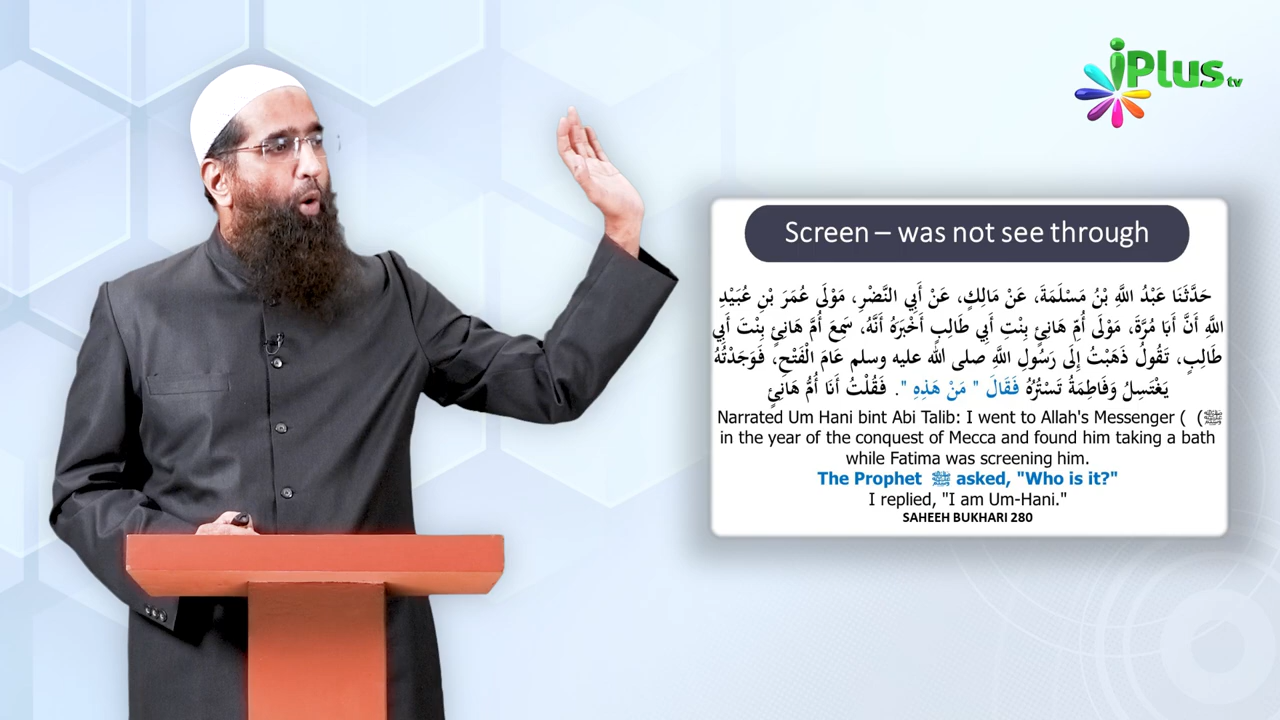 iPlus tv
Screen – was not see through
حَدَّثَنَا عَبْدُ اللَّهِ بْنُ مَسْلَمَةَ، عَنْ مَالِكٍ، عَنْ أَبِي النَّضْرِ، مَوْلَى عُمَرَ بْنِ عُبَيْدِ
اللَّهِ أَنَّ أَبَا مُرَّةَ، مَوْلَى أُمِّ هَانِئٍ بِنْتِ أَبِي طَالِبٍ أَخْبَرَهُ أَنَّهُ، سَمِعَ أُمَّ هَانِئٍ بِنْتَ أَبِي
طَالِبٍ، تَقُولُ ذَهَبْتُ إِلَى رَسُولِ اللَّهِ صلى الله عليه وسلم عَامَ الْفَتْحِ، فَوَجَدْتُهُ
يَغْتَسِلُ وَفَاطِمَةُ تَسْتُرُهُ فَقَالَ " مَنْ هَذِهِ ". فَقُلْتُ أَنَا أُمُّ هَانِئٍ
Narrated Um Hani bint Abi Talib: I went to Allah's Messenger ( (ﷺ
in the year of the conquest of Mecca and found him taking a bath
while Fatima was screening him.
The Prophet ﷺ asked, "Who is it?"
I replied, "I am Um-Hani."
SAHEEH BUKHARI 280